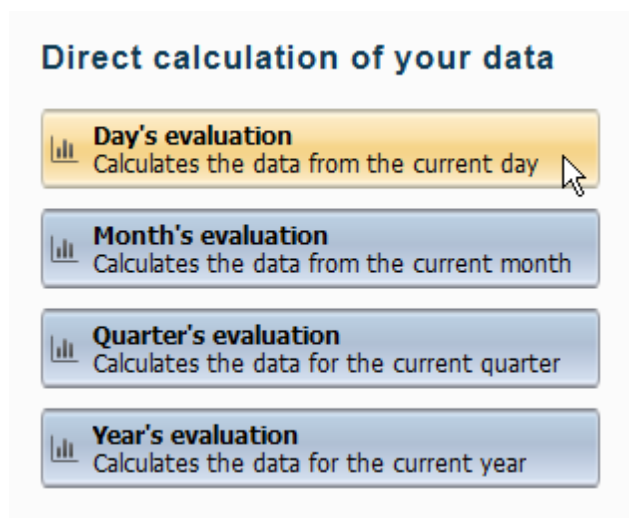 Direct calculation of your data
Day's evaluation
Calculates the data from the current day
Month's evaluation
Calculates the data from the current month
Quarter's evaluation
Calculates the data for the current quarter
Year's evaluation
Calculates the data for the current year